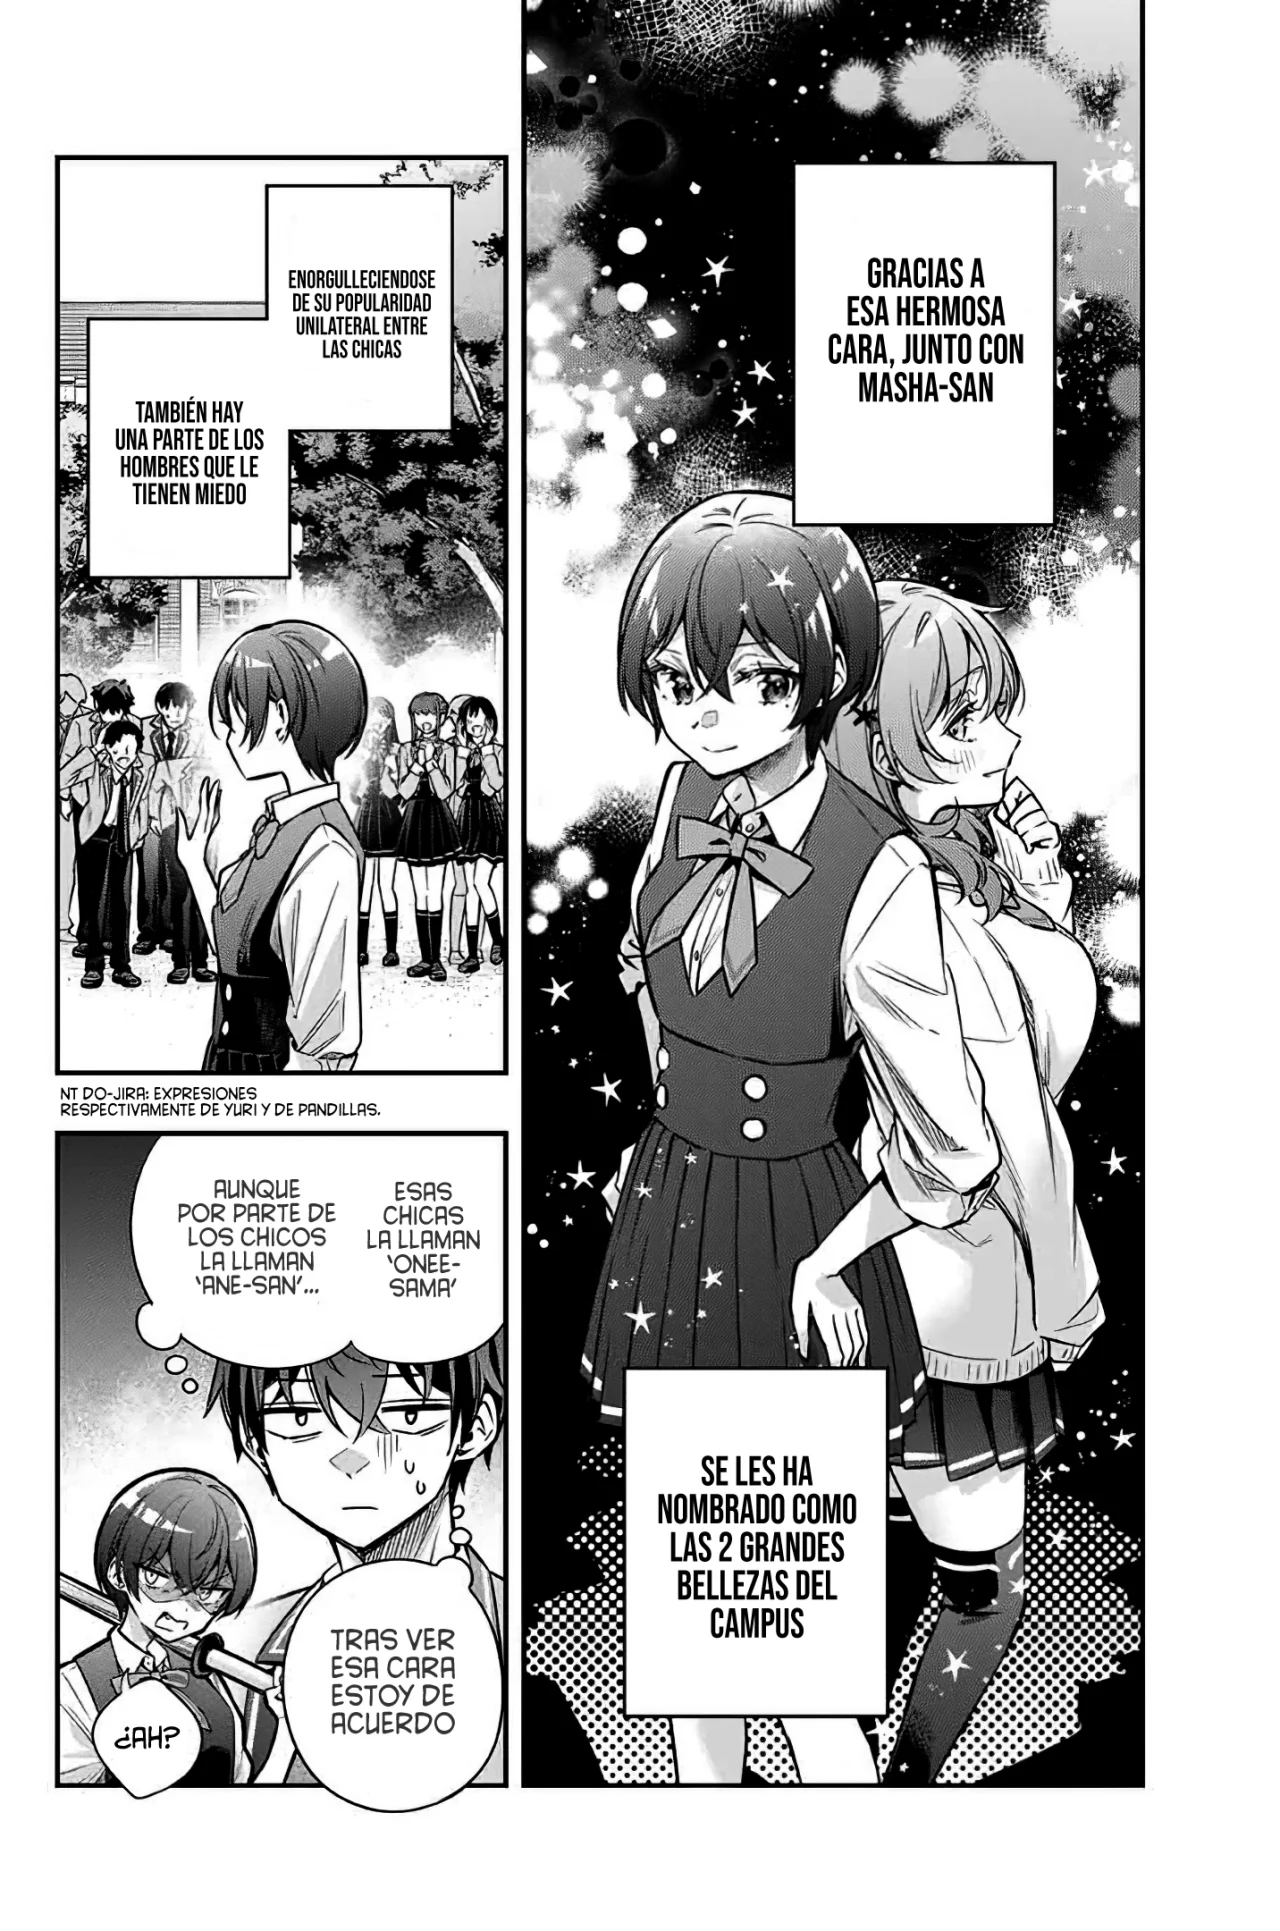 GRACIAS A
ESA HERMOSA
CARA, JUNTO CON
MASHA-SAN
SE LES HA
NOMBRADO COMO
LAS 2 GRANDES
BELLEZAS DEL
CAMPUS
ENORGULLECIENDOSE
DE SU POPULARIDAD
UNILATERAL ENTRE
LAS CHICAS
TAMBIÉN HAY
UNA PARTE DE LOS
HOMBRES QUE LE
TIENEN MIEDO
NT DO-JIRA: EXPRESIONES
RESPECTIVAMENTE DE YURI Y DE PANDILLAS.
ESAS
CHICAS
LA LLAMAN
'ONEE-
SAMA'
AUNQUE
POR PARTE DE
LOS CHICOS
LA LLAMAN
'ANE-SAN'...
TRAS VER
ESA CARA
ESTOY DE
ACUERDO
¿AH?